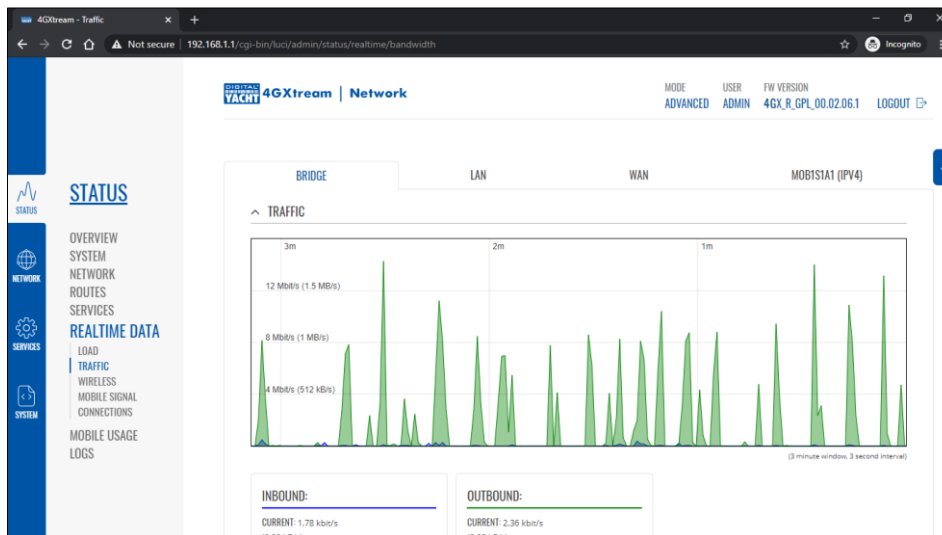 4GXtream - Traffic
Not secure | 192.168.1.1/cgi-bin/luci/admin/status/realtime/bandwidth
Incognito
DIGITAL YACHT 4GXtream | Network
MODE USER FW VERSION
ADVANCED ADMIN 4GX_R_GPL_00.02.06.1 LOGOUT
BRIDGE LAN WAN MOB1S1A1 (IPV4)
STATUS
NETWORK
SERVICES
SYSTEM
STATUS
OVERVIEW
SYSTEM
NETWORK
ROUTES
SERVICES
REALTIME DATA
LOAD
TRAFFIC
WIRELESS
MOBILE SIGNAL
CONNECTIONS
MOBILE USAGE
LOGS
TRAFFIC
3m 2m 1m
12 Mbit/s (1.5 MB/s)
8 Mbit/s (1 MB/s)
4 Mbit/s (512 kB/s)
(3 minute window, 3 second interval)
INBOUND:
CURRENT: 1.78 kbit/s
OUTBOUND:
CURRENT: 2.36 kbit/s